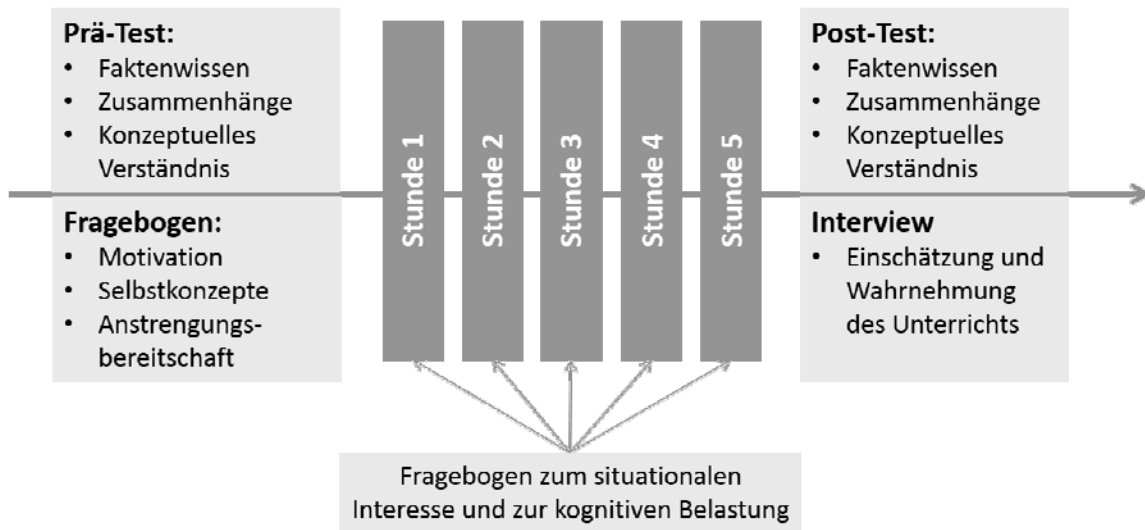 Prä-Test:
• Faktenwissen
• Zusammenhänge
• Konzeptuelles
Verständnis
Fragebogen:
• Motivation
• Selbstkonzepte
• Anstrengungs-
bereitschaft
Stunde 1
Stunde 2
Stunde 3
Stunde 4
Stunde 5
Post-Test:
• Faktenwissen
• Zusammenhänge
• Konzeptuelles
Verständnis
Interview
• Einschätzung und
Wahrnehmung
des Unterrichts
Fragebogen zum situationalen
Interesse und zur kognitiven Belastung